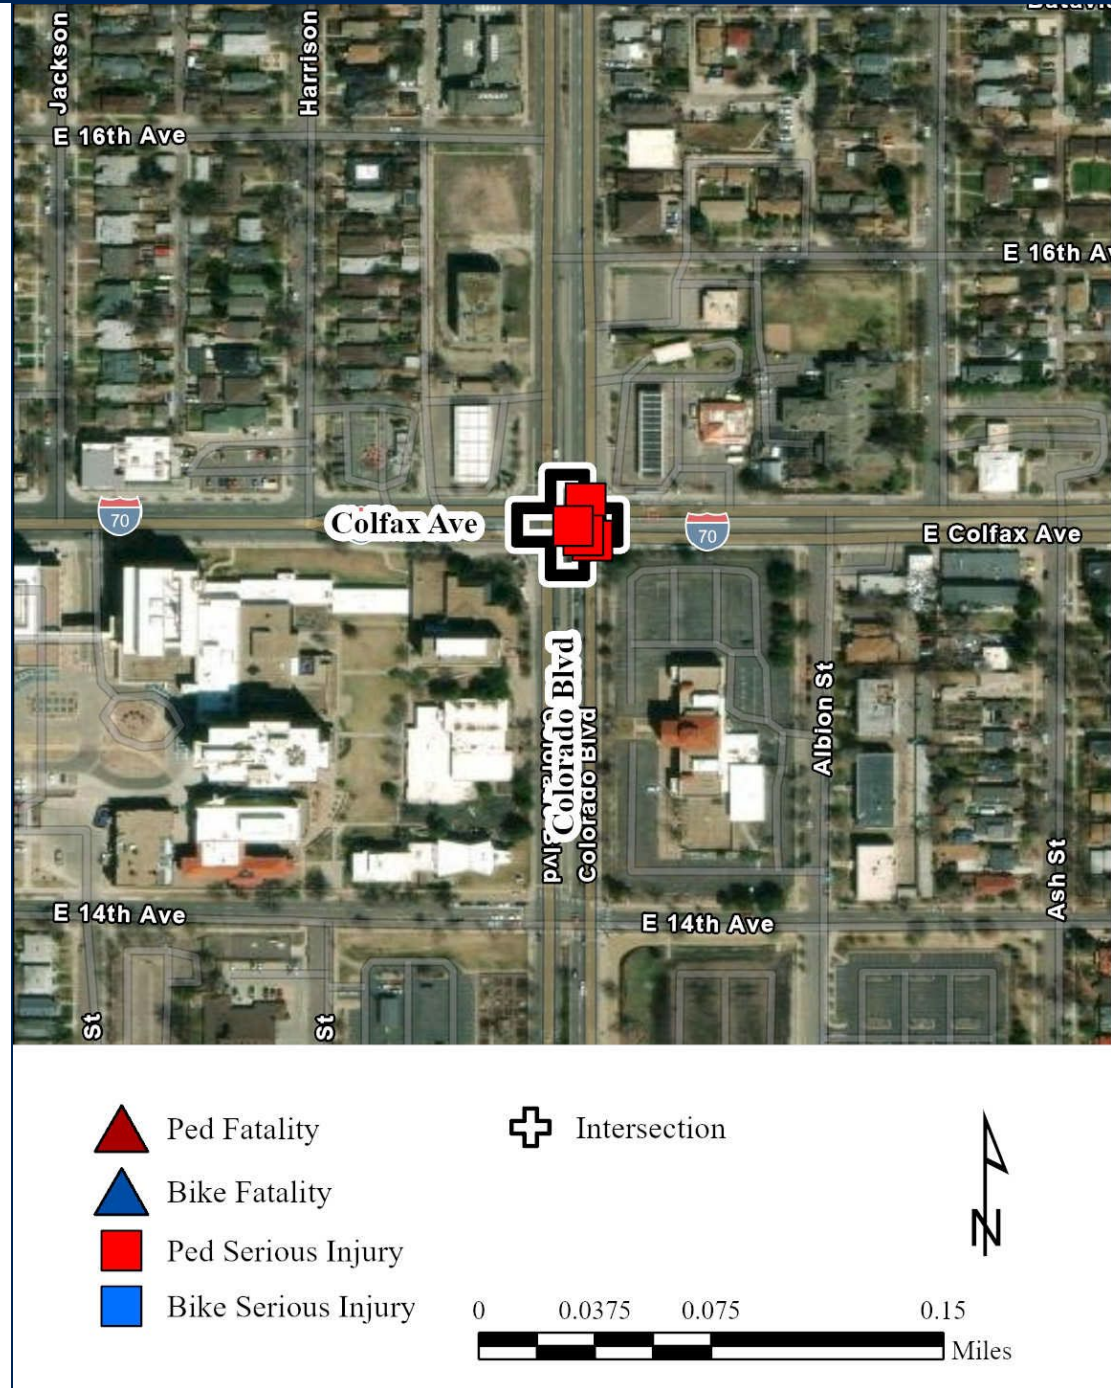 Jackson
Harrison
E 16th Ave
E 16th Av
70
Colfax Ave
70
E Colfax Ave
Colorado Blvd
Colorado Blvd
Albion St
Ash St
E 14th Ave
E 14th Ave
St
St
Ped Fatality
Bike Fatality
Ped Serious Injury
Bike Serious Injury
Intersection
N
0 0.0375 0.075 0.15
Miles